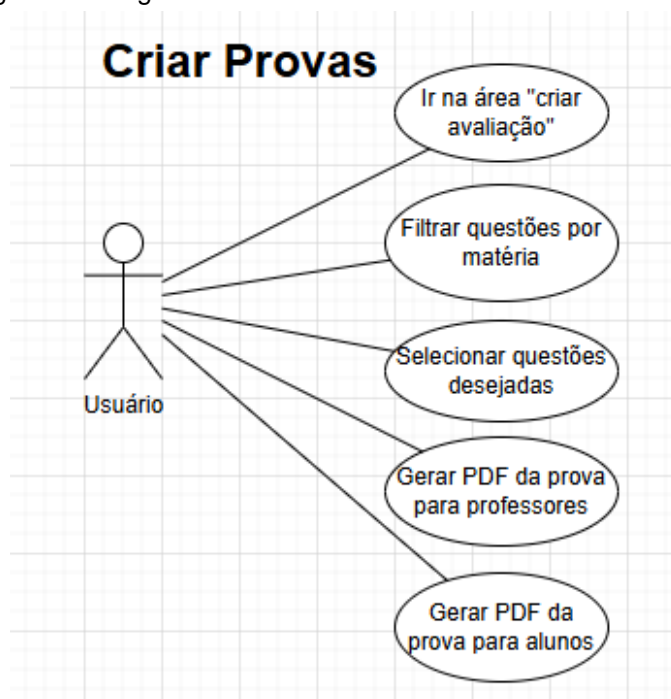 Criar Provas
Ir na área "criar
avaliação"
Filtrar questões por
matéria
Selecionar questões
desejadas
Usuário
Gerar PDF da prova
para professores
Gerar PDF da
prova para alunos